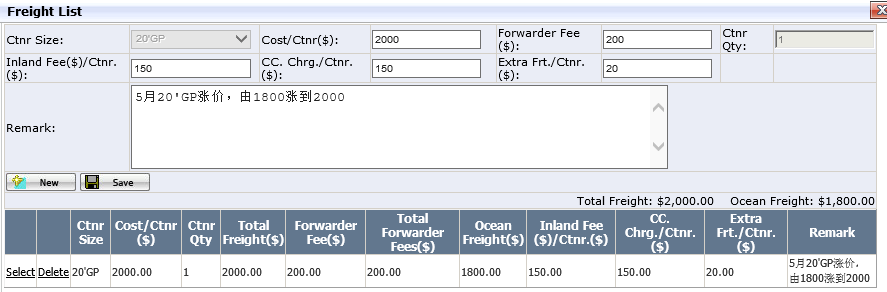 Freight List
Ctnr Size: 20'GP Cost/Ctnr($): 2000 Forwarder Fee ($): 200 Ctnr Qty: 1
Inland Fee($)/Ctnr. ($): 150 CC. Chrg./Ctnr. ($): 150 Extra Frt./Ctnr. ($): 20
Remark: 5月20'GP涨价，由1800涨到2000
New Save
Total Freight: $2,000.00 Ocean Freight: $1,800.00
Ctnr Size Cost/Ctnr ($) Ctnr Qty Total Freight($) Forwarder Fee($) Total Forwarder Fees($) Ocean Freight($) Inland Fee ($)/Ctnr.($) CC. Chrg./Ctnr. ($) Extra Frt./Ctnr. ($) Remark
Select Delete 20'GP 2000.00 1 2000.00 200.00 200.00 1800.00 150.00 150.00 20.00 5月20'GP涨价，由1800涨到2000